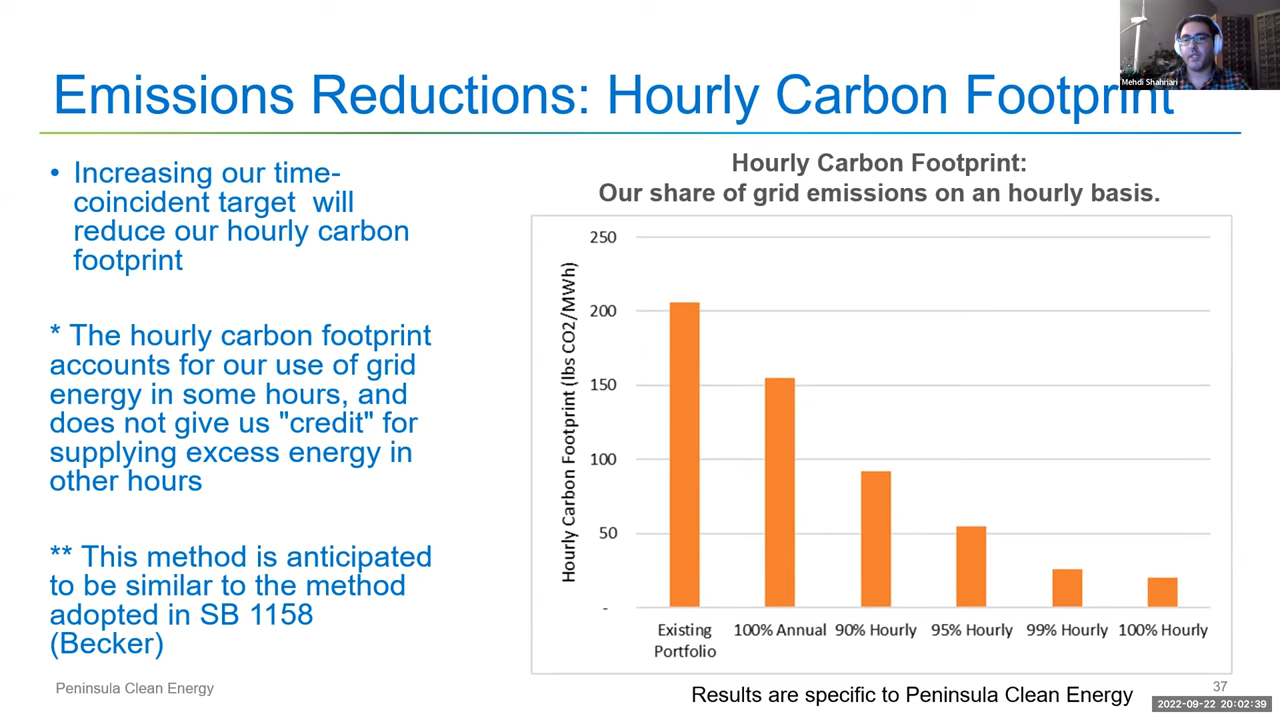 Emissions Reductions: Hourly Carbon Footprint
Mehdi Shahriari
• Increasing our time-
coincident target will
reduce our hourly carbon
footprint
* The hourly carbon footprint
accounts for our use of grid
energy in some hours, and
does not give us "credit" for
supplying excess energy in
other hours
** This method is anticipated
to be similar to the method
adopted in SB 1158
(Becker)
Hourly Carbon Footprint:
Our share of grid emissions on an hourly basis.
Hourly Carbon Footprint (lbs CO2/MWh)
250
200
150
100
50
-
Existing
Portfolio
100% Annual
90% Hourly
95% Hourly
99% Hourly
100% Hourly
Results are specific to Peninsula Clean Energy
Peninsula Clean Energy
37
2022-09-22 20:02:39